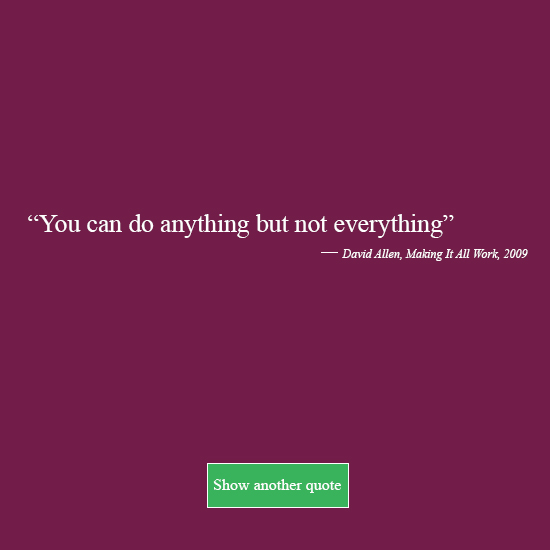 “You can do anything but not everything”
— David Allen, Making It All Work, 2009
Show another quote